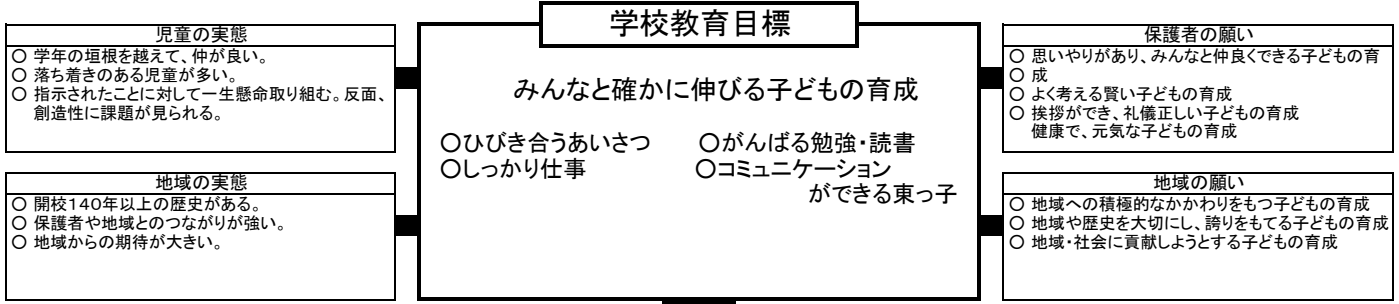 学校教育目標
みんなと確かに伸びる子どもの育成
○ひびき合うあいさつ ○がんばる勉強・読書
○しっかり仕事 ○コミュニケーション
ができる東っ子
児童の実態
○ 学年の垣根を越えて、仲が良い。
○ 落ち着きのある児童が多い。
○ 指示されたことに対して一生懸命取り組む。反面、
創造性に課題が見られる。
地域の実態
○ 開校140年以上の歴史がある。
○ 保護者や地域とのつながりが強い。
○ 地域からの期待が大きい。
保護者の願い
○ 思いやりがあり、みんなと仲良くできる子どもの育
○ 成
○ よく考える賢い子どもの育成
○ 挨拶ができ、礼儀正しい子どもの育成
健康で、元気な子どもの育成
地域の願い
○ 地域への積極的なかかわりをもつ子どもの育成
○ 地域や歴史を大切にし、誇りをもてる子どもの育成
○ 地域・社会に貢献しようとする子どもの育成